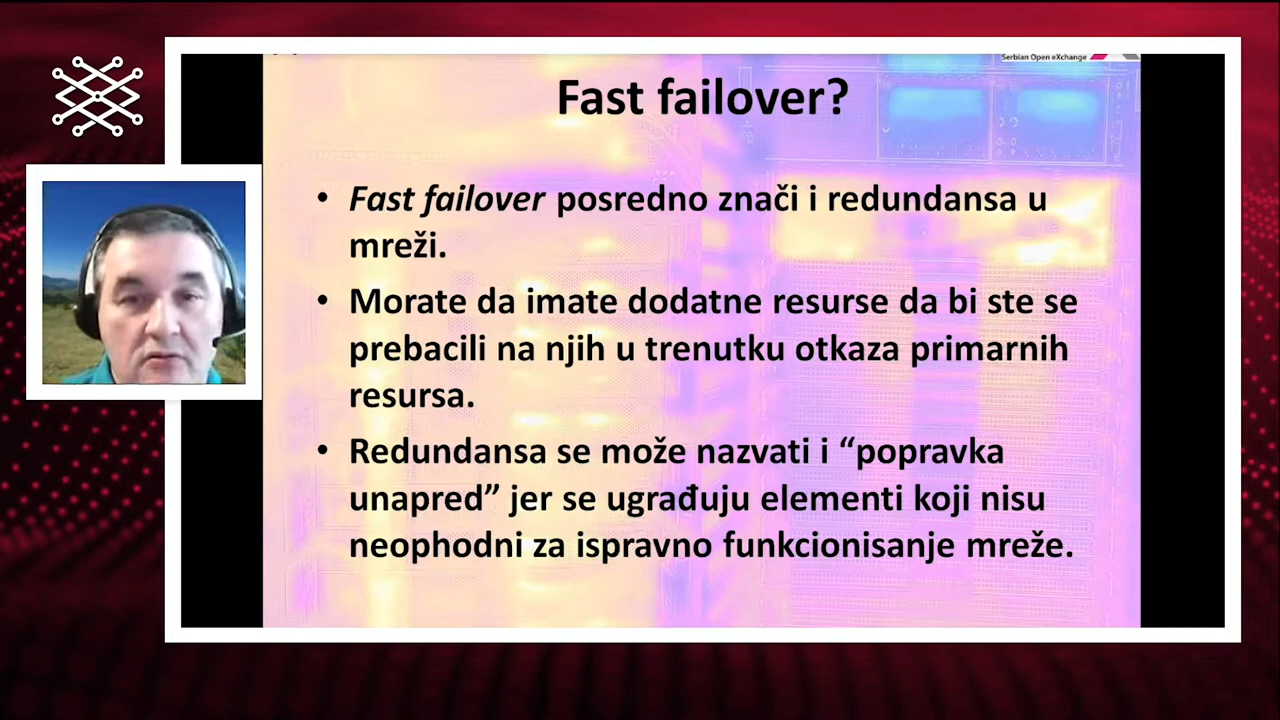 Serbian Open eXchange
Fast failover?
• Fast failover posredno znači i redundansa u
mreži.
• Morate da imate dodatne resurse da bi ste se
prebacili na njih u trenutku otkaza primarnih
resursa.
• Redundansa se može nazvati i “popravka
unapred” jer se ugrađuju elementi koji nisu
neophodni za ispravno funkcionisanje mreže.